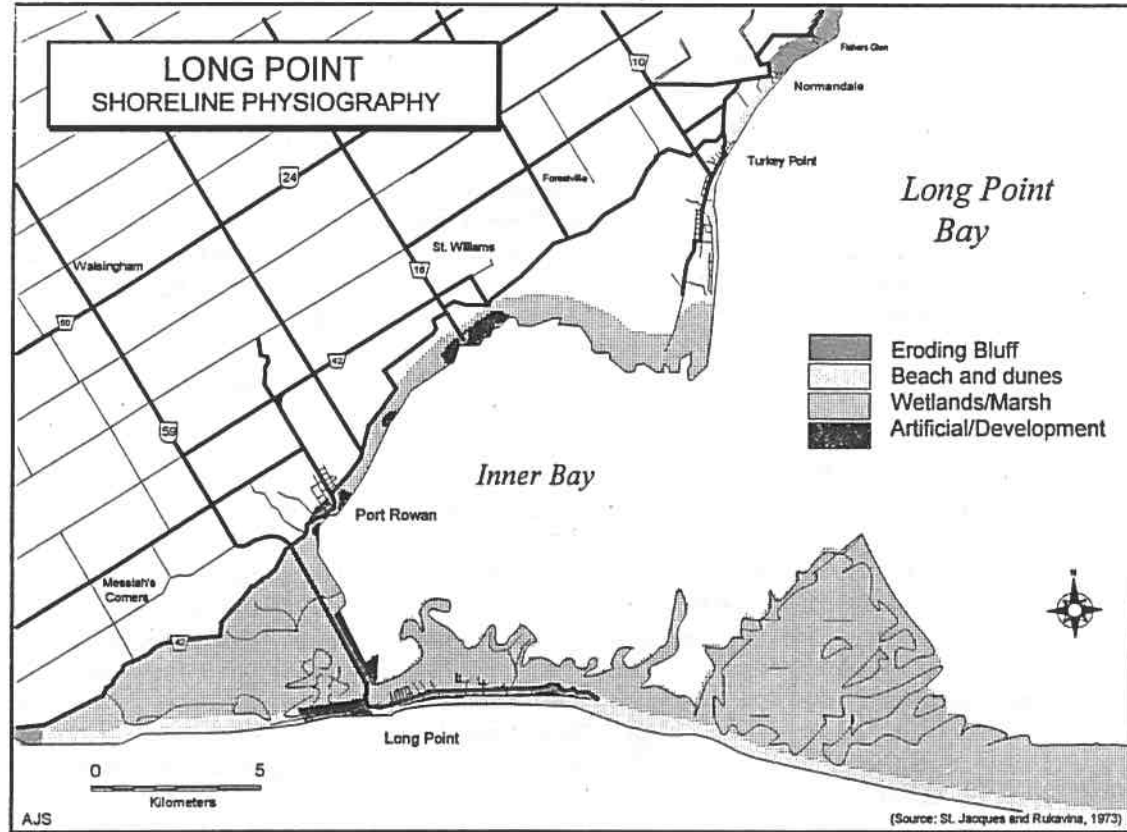 LONG POINT
SHORELINE PHYSIOGRAPHY
Fishers Glen
10
Normandale
Turkey Point
Long Point
Bay
24
Forestville
St. Williams
Walsingham
16
60
42
Eroding Bluff
Beach and dunes
Wetlands/Marsh
Artificial/Development
59
Inner Bay
Port Rowan
Messiah's
Corners
N
42
Long Point
0 5
Kilometers
AJS
(Source: St. Jacques and Rukavina, 1973)